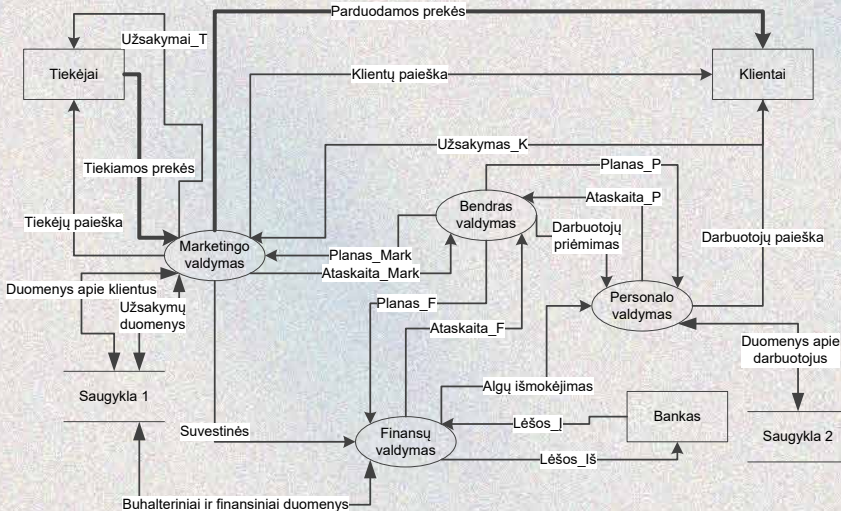 Parduodamos prekės
Užsakymai_T
Tiekėjai
Klientų paieška
Klientai
Užsakymas_K
Planas_P
Tiekiamos prekės
Ataskaita_P
Bendras
valdymas
Tiekėjų paieška
Darbuotojų
priėmimas
Darbuotojų paieška
Marketingo
valdymas
Planas_Mark
Ataskaita_Mark
Duomenys apie klientus
Užsakymų
duomenys
Planas_F
Personalo
valdymas
Ataskaita_F
Duomenys apie
darbuotojus
Saugykla 1
Algų išmokėjimas
Suvestinės
Finansų
valdymas
Lėšos_Į
Bankas
Saugykla 2
Lėšos_Iš
Buhalteriniai ir finansiniai duomenys